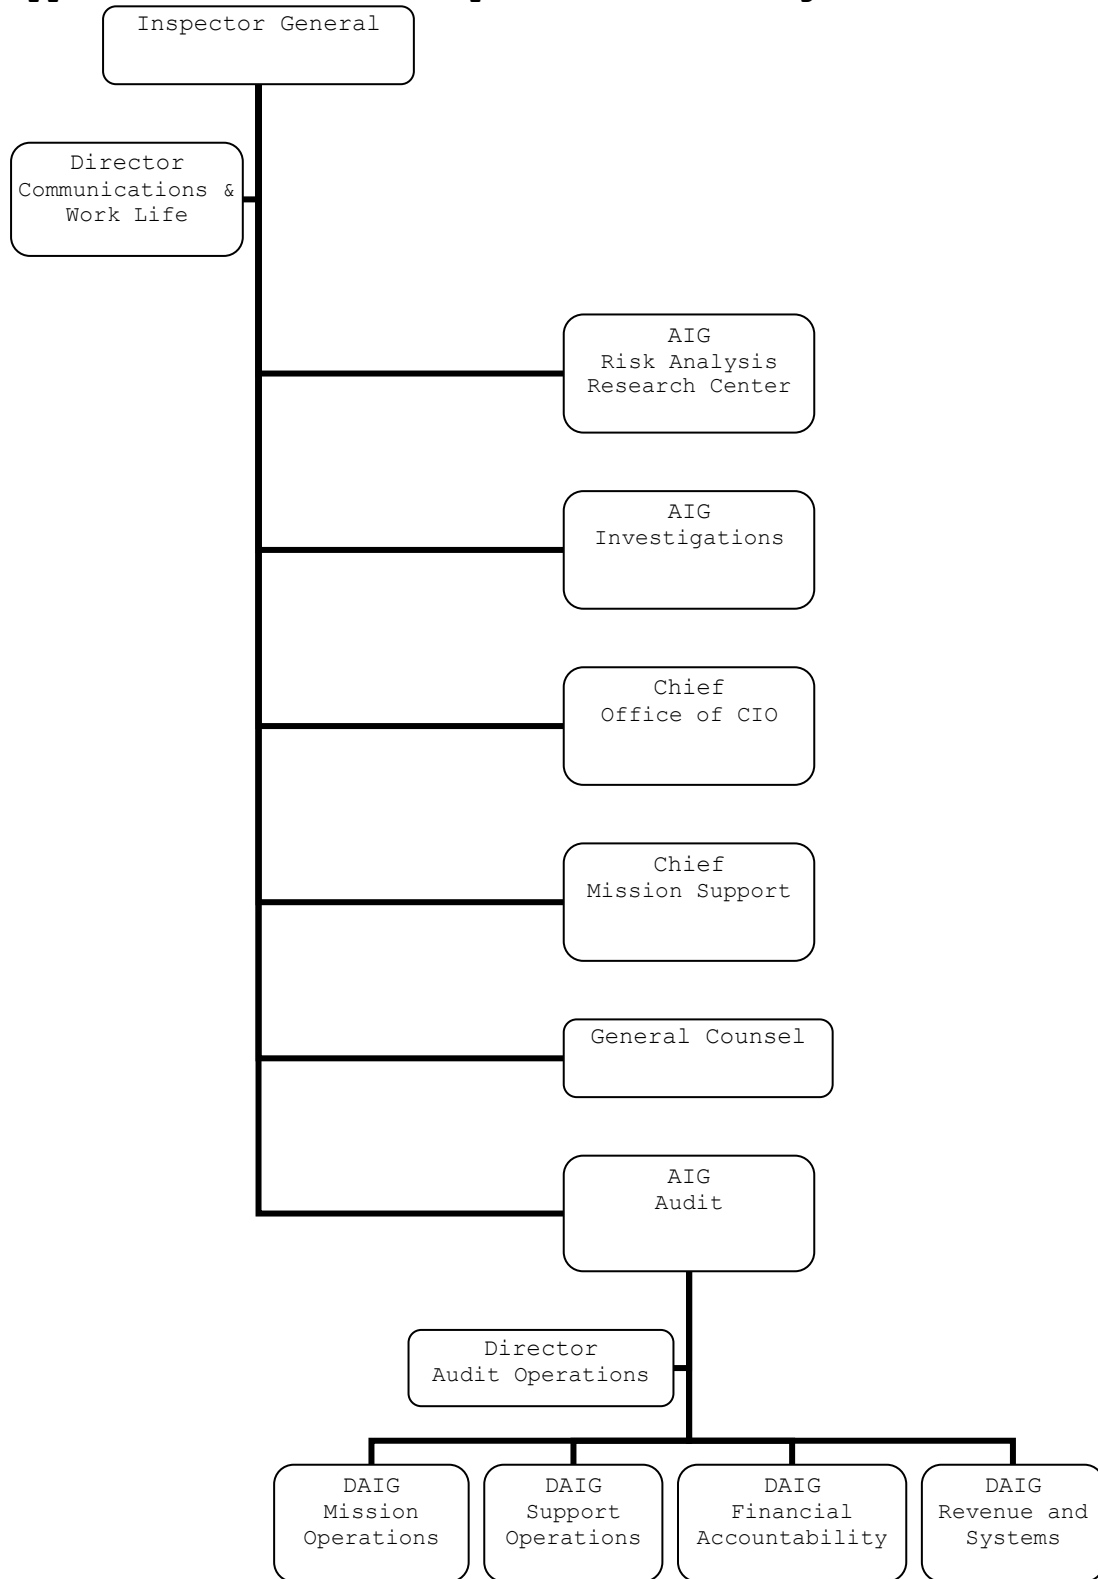 Inspector General
Director
Communications &
Work Life
AIG
Risk Analysis
Research Center
AIG
Investigations
Chief
Office of CIO
Chief
Mission Support
General Counsel
AIG
Audit
Director
Audit Operations
DAIG
Mission
Operations
DAIG
Support
Operations
DAIG
Financial
Accountability
DAIG
Revenue and
Systems